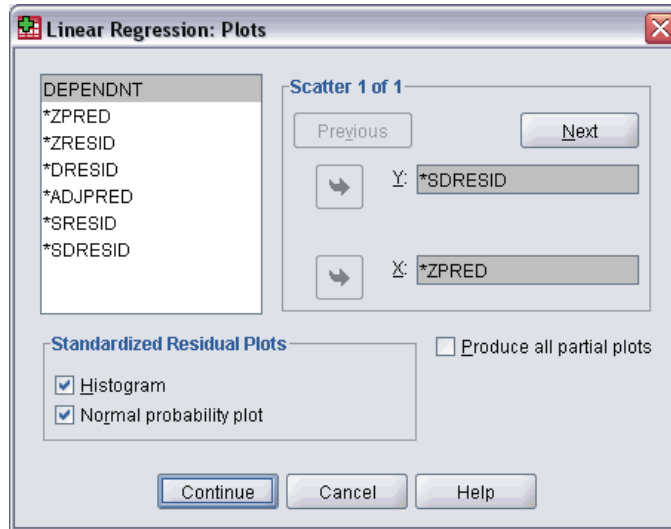 Linear Regression: Plots
DEPENDNT
*ZPRED
*ZRESID
*DRESID
*ADJPRED
*SRESID
*SDRESID
Scatter 1 of 1
Previous
Next
Y: *SDRESID
X: *ZPRED
Standardized Residual Plots
Histogram
Normal probability plot
Produce all partial plots
Continue
Cancel
Help